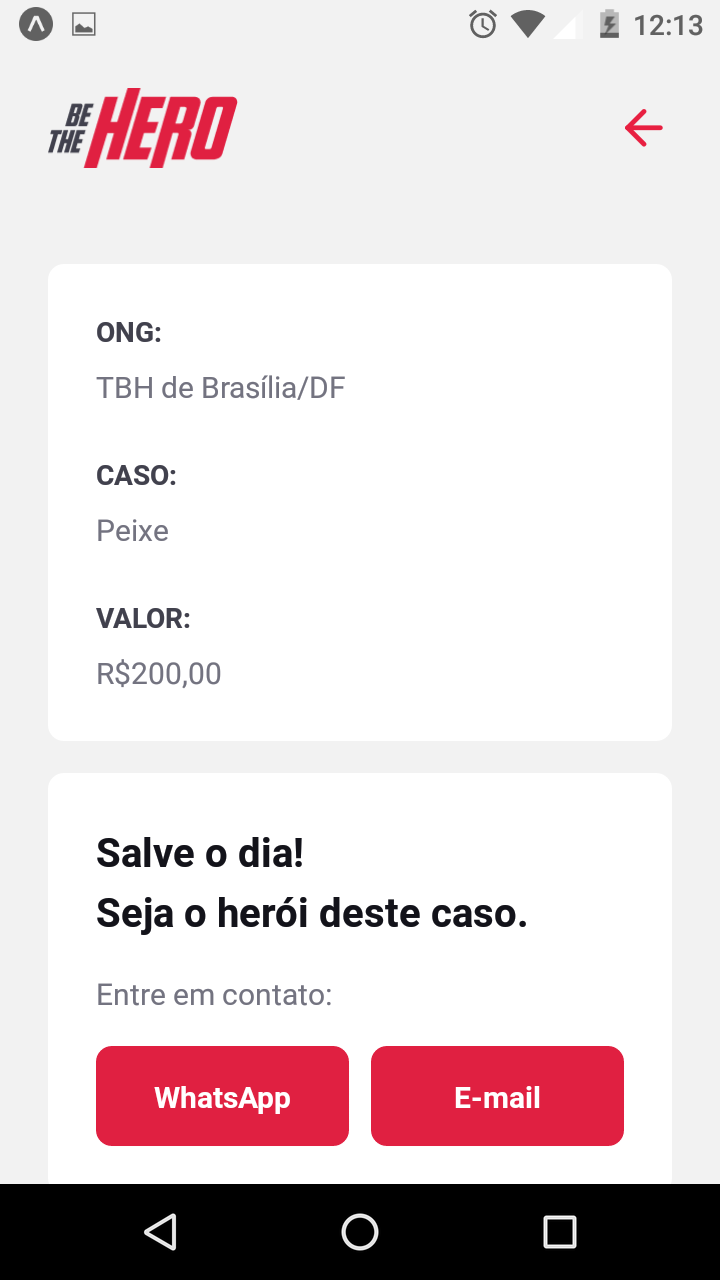 12:13
BE
THE HERO
ONG:
TBH de Brasília/DF
CASO:
Peixe
VALOR:
R$200,00
Salve o dia!
Seja o herói deste caso.
Entre em contato:
WhatsApp
E-mail